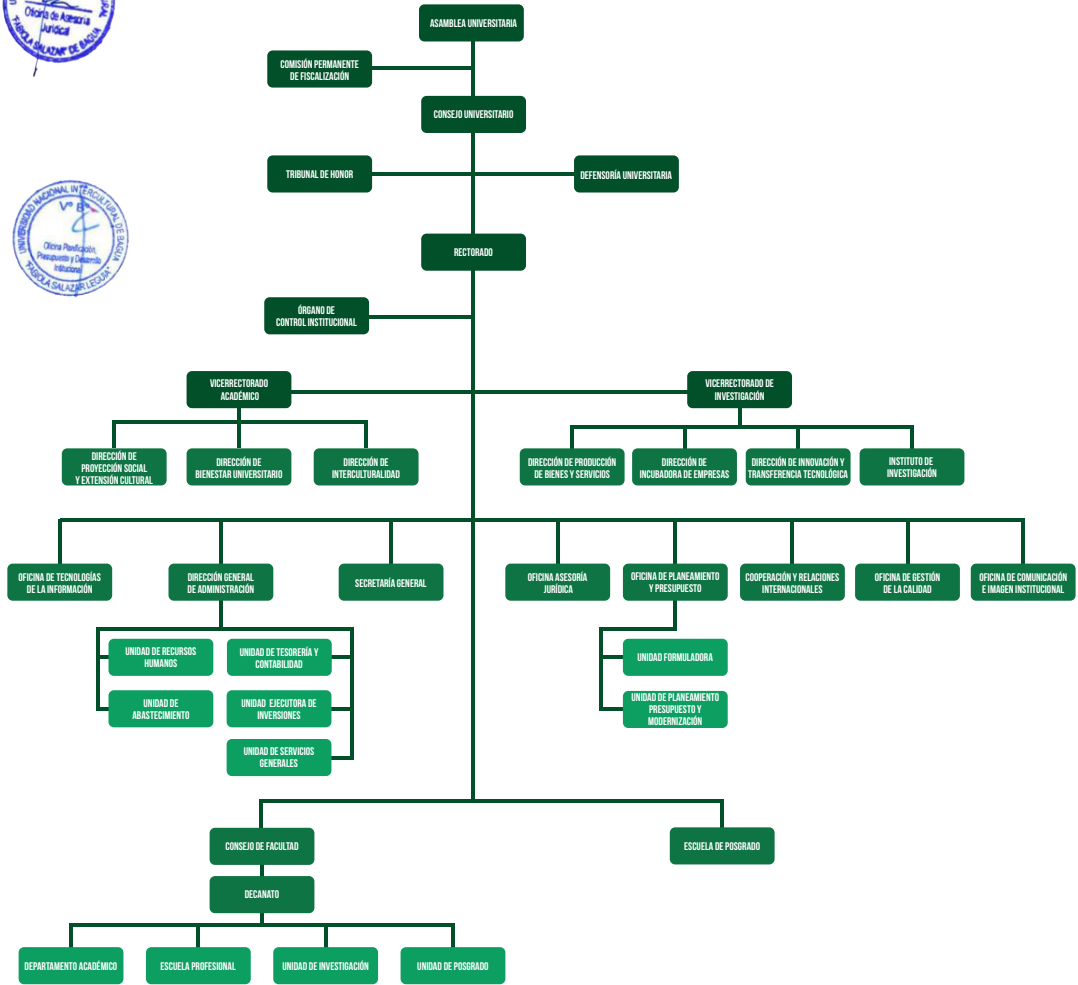 Oficina de Asesoría
Jurídica
SALAZAR" DE BAGUA
ASAMBLEA UNIVERSITARIA
COMISIÓN PERMANENTE
DE FISCALIZACIÓN
CONSEJO UNIVERSITARIO
TRIBUNAL DE HONOR
DEFENSORÍA UNIVERSITARIA
UNIVERSIDAD NACIONAL INTERCULTURAL DE BAGUA
V° B°
Oficina Planificación,
Presupuesto y Desarrollo
Institucional
"FABIOLA SALAZAR LEGUIA"
RECTORADO
ÓRGANO DE
CONTROL INSTITUCIONAL
VICERRECTORADO
ACADÉMICO
VICERRECTORADO DE
INVESTIGACIÓN
DIRECCIÓN DE
PROYECCIÓN SOCIAL
Y EXTENSIÓN CULTURAL
DIRECCIÓN DE
BIENESTAR UNIVERSITARIO
DIRECCIÓN DE
INTERCULTURALIDAD
DIRECCIÓN DE PRODUCCIÓN
DE BIENES Y SERVICIOS
DIRECCIÓN DE
INCUBADORA DE EMPRESAS
DIRECCIÓN DE INNOVACIÓN Y
TRANSFERENCIA TECNOLÓGICA
INSTITUTO DE
INVESTIGACIÓN
OFICINA DE TECNOLOGÍAS
DE LA INFORMACIÓN
DIRECCIÓN GENERAL
DE ADMINISTRACIÓN
SECRETARÍA GENERAL
OFICINA ASESORÍA
JURÍDICA
OFICINA DE PLANEAMIENTO
Y PRESUPUESTO
COOPERACIÓN Y RELACIONES
INTERNACIONALES
OFICINA DE GESTIÓN
DE LA CALIDAD
OFICINA DE COMUNICACIÓN
E IMAGEN INSTITUCIONAL
UNIDAD DE RECURSOS
HUMANOS
UNIDAD DE TESORERÍA Y
CONTABILIDAD
UNIDAD FORMULADORA
UNIDAD DE
ABASTECIMIENTO
UNIDAD EJECUTORA DE
INVERSIONES
UNIDAD DE PLANEAMIENTO
PRESUPUESTO Y
MODERNIZACIÓN
UNIDAD DE SERVICIOS
GENERALES
CONSEJO DE FACULTAD
ESCUELA DE POSGRADO
DECANATO
DEPARTAMENTO ACADÉMICO
ESCUELA PROFESIONAL
UNIDAD DE INVESTIGACIÓN
UNIDAD DE POSGRADO